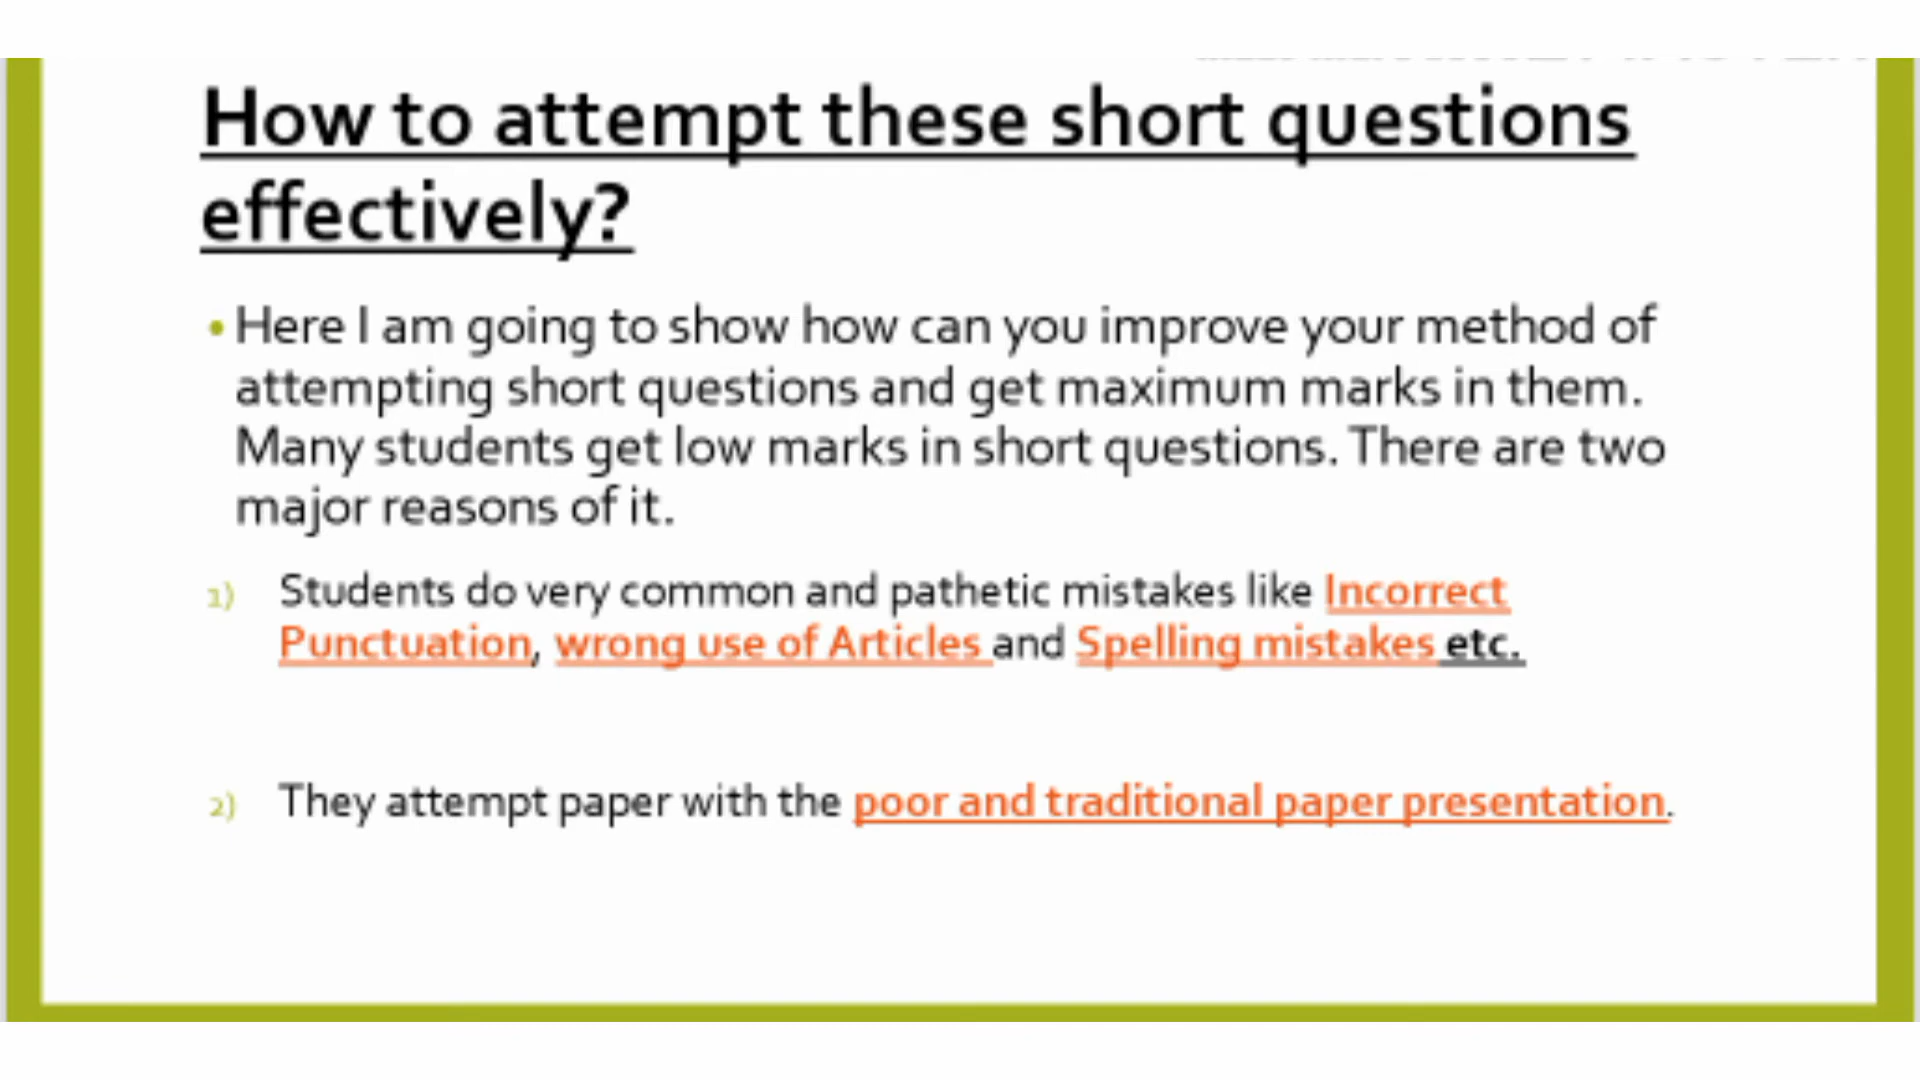 How to attempt these short questions
effectively?
• Here I am going to show how can you improve your method of
attempting short questions and get maximum marks in them.
Many students get low marks in short questions. There are two
major reasons of it.
1) Students do very common and pathetic mistakes like Incorrect
Punctuation, wrong use of Articles and Spelling mistakes etc.
2) They attempt paper with the poor and traditional paper presentation.